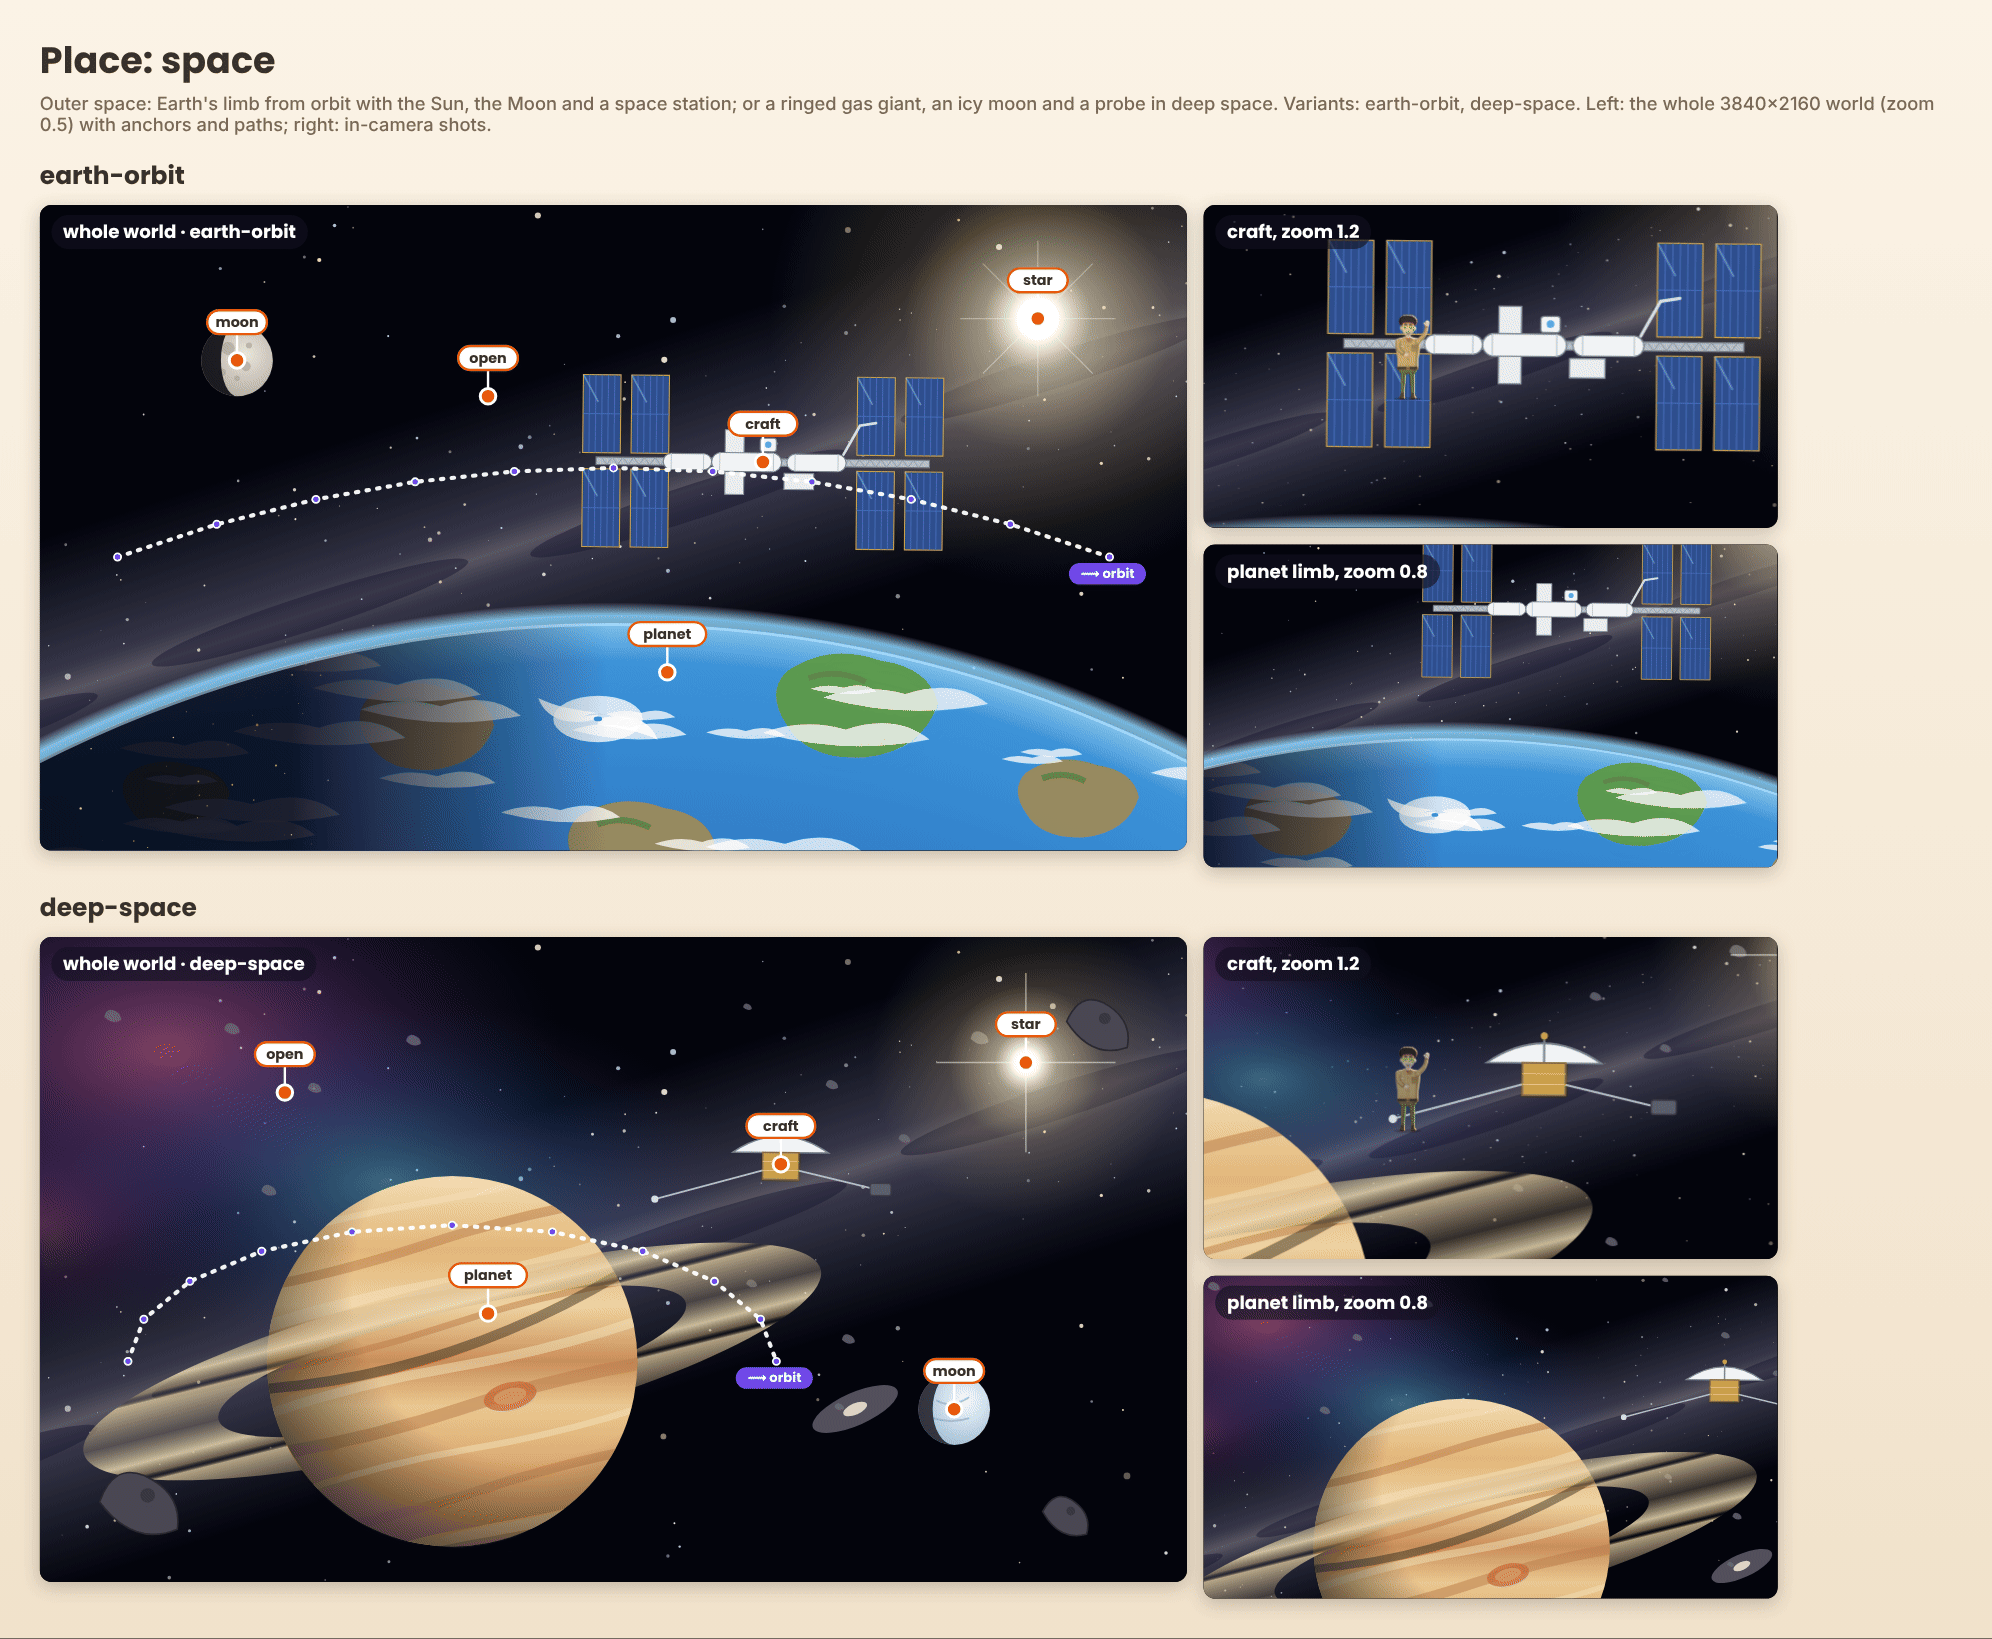 Place: space
Outer space: Earth's limb from orbit with the Sun, the Moon and a space station; or a ringed gas giant, an icy moon and a probe in deep space. Variants: earth-orbit, deep-space. Left: the whole 3840×2160 world (zoom
0.5) with anchors and paths; right: in-camera shots.
earth-orbit
whole world · earth-orbit
star
moon
open
craft
⟿ orbit
planet
craft, zoom 1.2
planet limb, zoom 0.8
deep-space
whole world · deep-space
star
open
craft
planet
moon
⟿ orbit
craft, zoom 1.2
planet limb, zoom 0.8